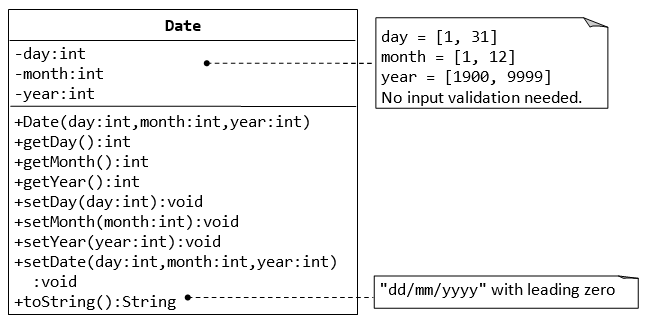 Date
-day:int
-month:int
-year:int
day = [1, 31]
month = [1, 12]
year = [1900, 9999]
No input validation needed.
+Date(day:int,month:int,year:int)
+getDay():int
+getMonth():int
+getYear():int
+setDay(day:int):void
+setMonth(month:int):void
+setYear(year:int):void
+setDate(day:int,month:int,year:int)
:void
+toString():String
"dd/mm/yyyy" with leading zero